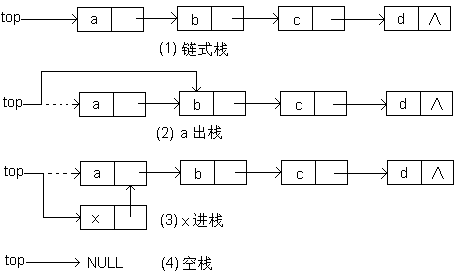 top a b c d ∧
(1) 链式栈
top a b c d ∧
(2) a 出栈
top a b c d ∧
x (3) x 进栈
top NULL (4) 空栈